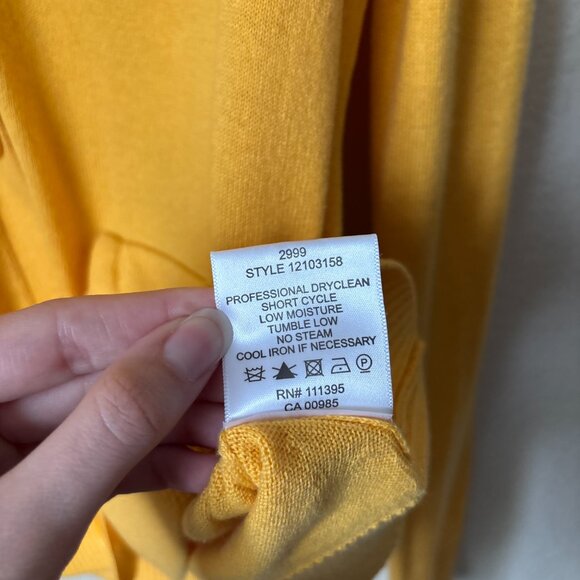 2999
STYLE 12103158
PROFESSIONAL DRYCLEAN
SHORT CYCLE
LOW MOISTURE
TUMBLE LOW
NO STEAM
COOL IRON IF NECESSARY
P
RN# 111395
CA 00985